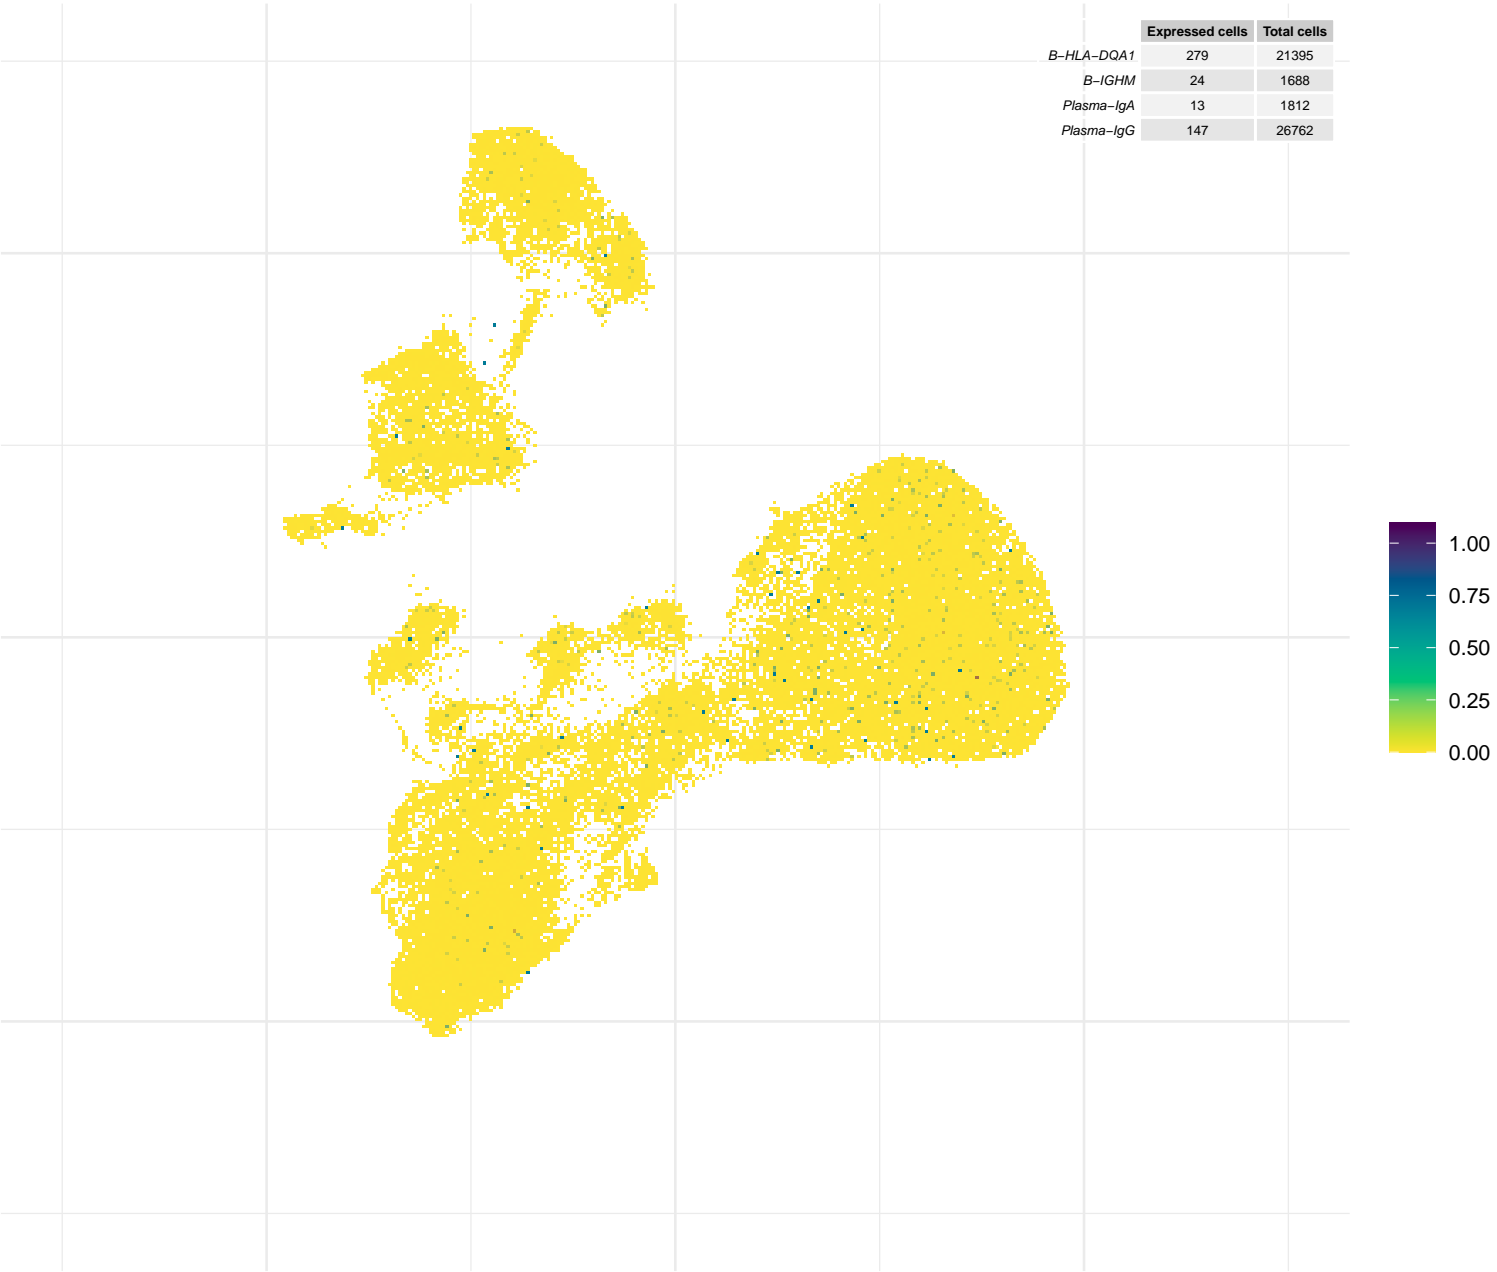 Expressed cells Total cells
B−HLA−DQA1 279 21395
B−IGHM 24 1688
Plasma−IgA 13 1812
Plasma−IgG 147 26762
1.00
0.75
0.50
0.25
0.00